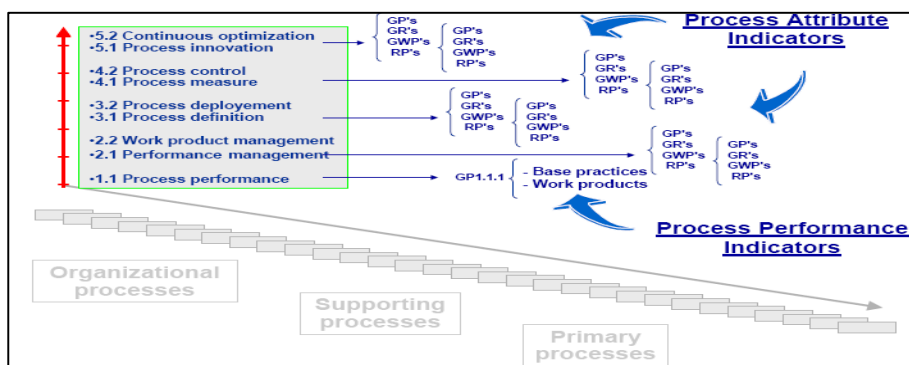 Process Attribute
Indicators
•5.2 Continuous optimization
•5.1 Process innovation
•4.2 Process control
•4.1 Process measure
•3.2 Process deployement
•3.1 Process definition
•2.2 Work product management
•2.1 Performance management
•1.1 Process performance
GP's
GR's
GWP's
RP's
GP's
GR's
GWP's
RP's
GP's
GR's
GWP's
RP's
GP's
GR's
GWP's
RP's
GP's
GR's
GWP's
RP's
GP's
GR's
GWP's
RP's
GP's
GR's
GWP's
RP's
GP's
GR's
GWP's
RP's
GP1.1.1
- Base practices
- Work products
Process Performance
Indicators
Organizational
processes
Supporting
processes
Primary
processes